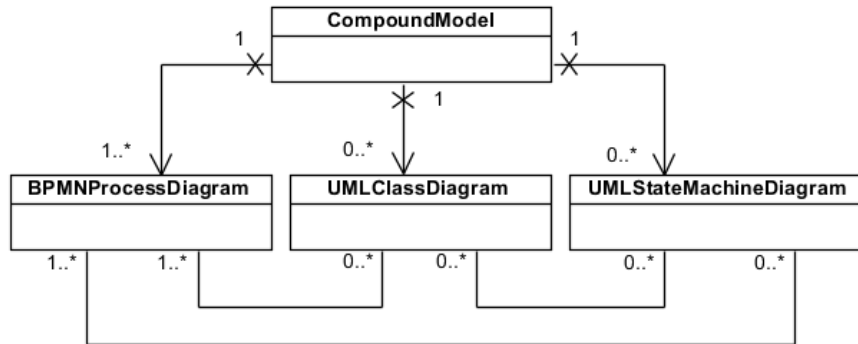 CompoundModel
1 1
1
1..* 0..* 0..*
BPMNProcessDiagram UMLClassDiagram UMLStateMachineDiagram
1..* 1..* 0..* 0..* 0..* 0..*